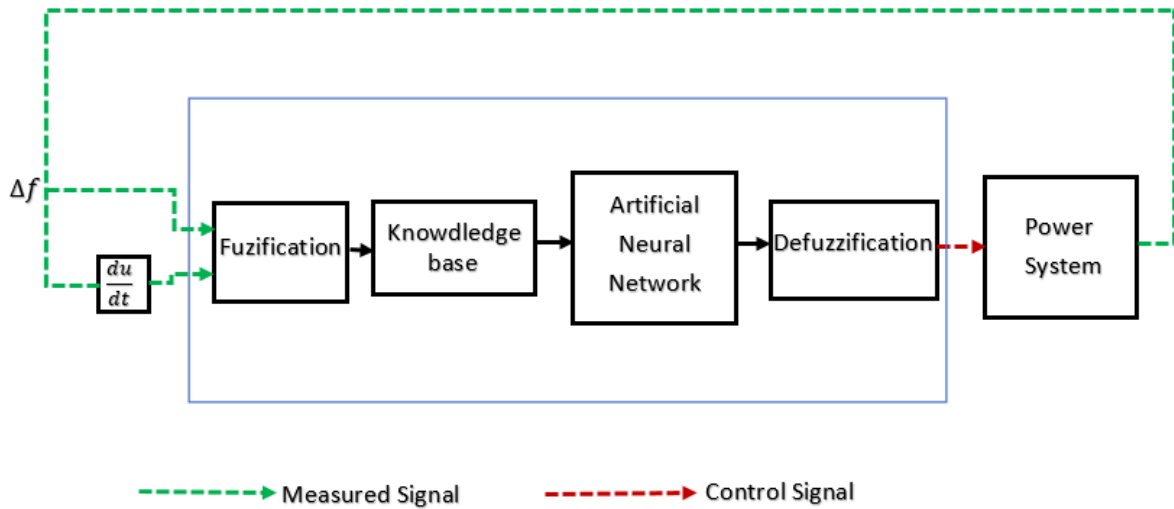 Δf
du
dt
Fuzification
Knowdledge
base
Artificial
Neural
Network
Defuzzification
Power
System
Measured Signal
Control Signal